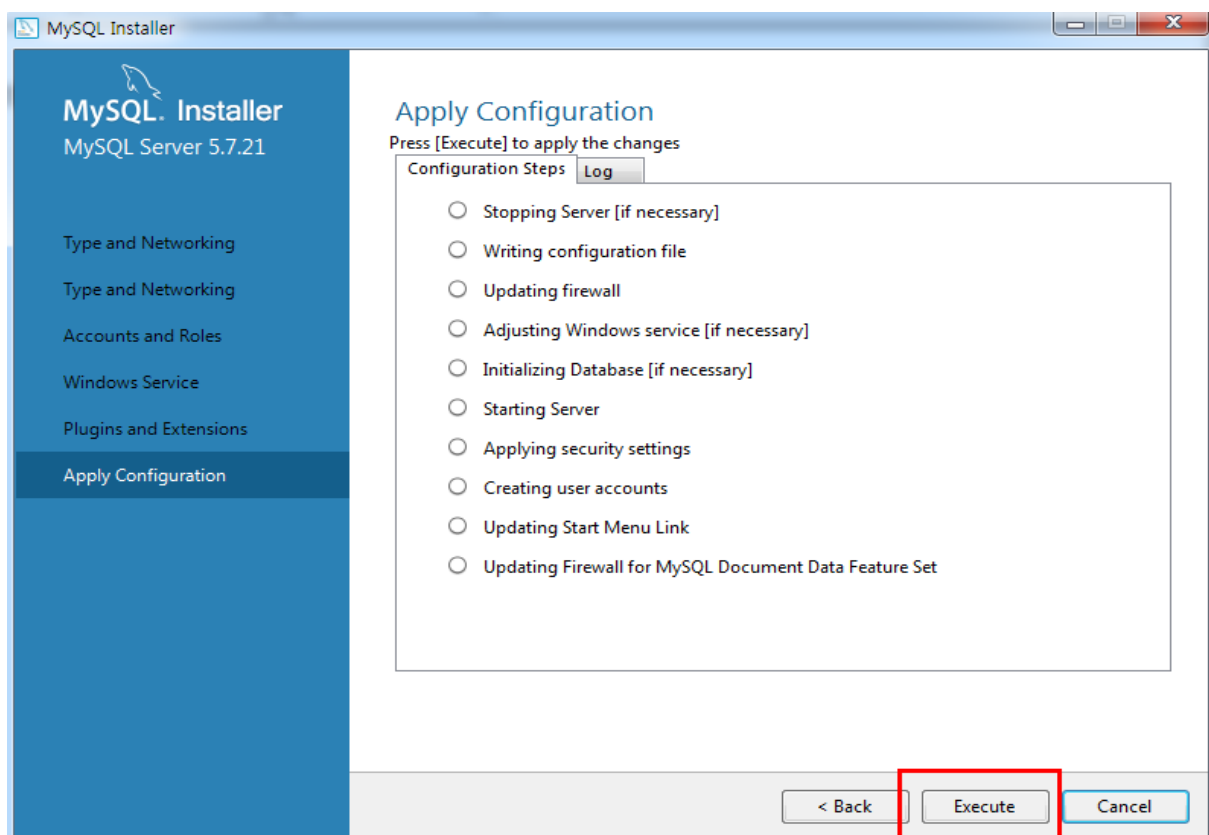 MySQL Installer
MySQL. Installer
MySQL Server 5.7.21
Type and Networking
Type and Networking
Accounts and Roles
Windows Service
Plugins and Extensions
Apply Configuration
Apply Configuration
Press [Execute] to apply the changes
Configuration Steps
Log
Stopping Server [if necessary]
Writing configuration file
Updating firewall
Adjusting Windows service [if necessary]
Initializing Database [if necessary]
Starting Server
Applying security settings
Creating user accounts
Updating Start Menu Link
Updating Firewall for MySQL Document Data Feature Set
< Back
Execute
Cancel